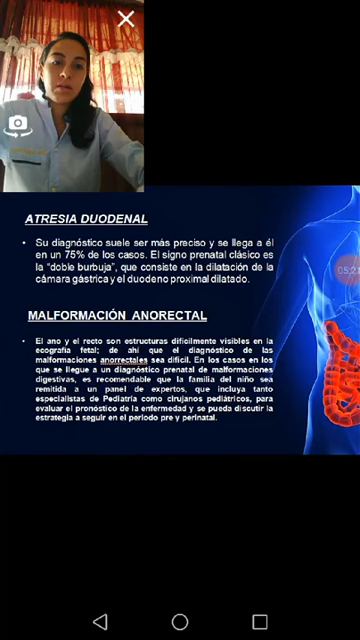 ATRESIA DUODENAL
• Su diagnóstico suele ser más preciso y se llega a él
en un 75% de los casos. El signo prenatal clásico es
la "doble burbuja", que consiste en la dilatación de la
cámara gástrica y el duodeno proximal dilatado.
MALFORMACIÓN ANORECTAL
• El ano y el recto son estructuras difícilmente visibles en la
ecografía fetal; de ahí que el diagnóstico de las
malformaciones anorrectales sea difícil. En los casos en los
que se llegue a un diagnóstico prenatal de malformaciones
digestivas, es recomendable que la familia del niño sea
remitida a un panel de expertos, que incluya tanto
especialistas de Pediatría como cirujanos pediátricos, para
evaluar el pronóstico de la enfermedad y se pueda discutir la
estrategia a seguir en el periodo pre y perinatal.